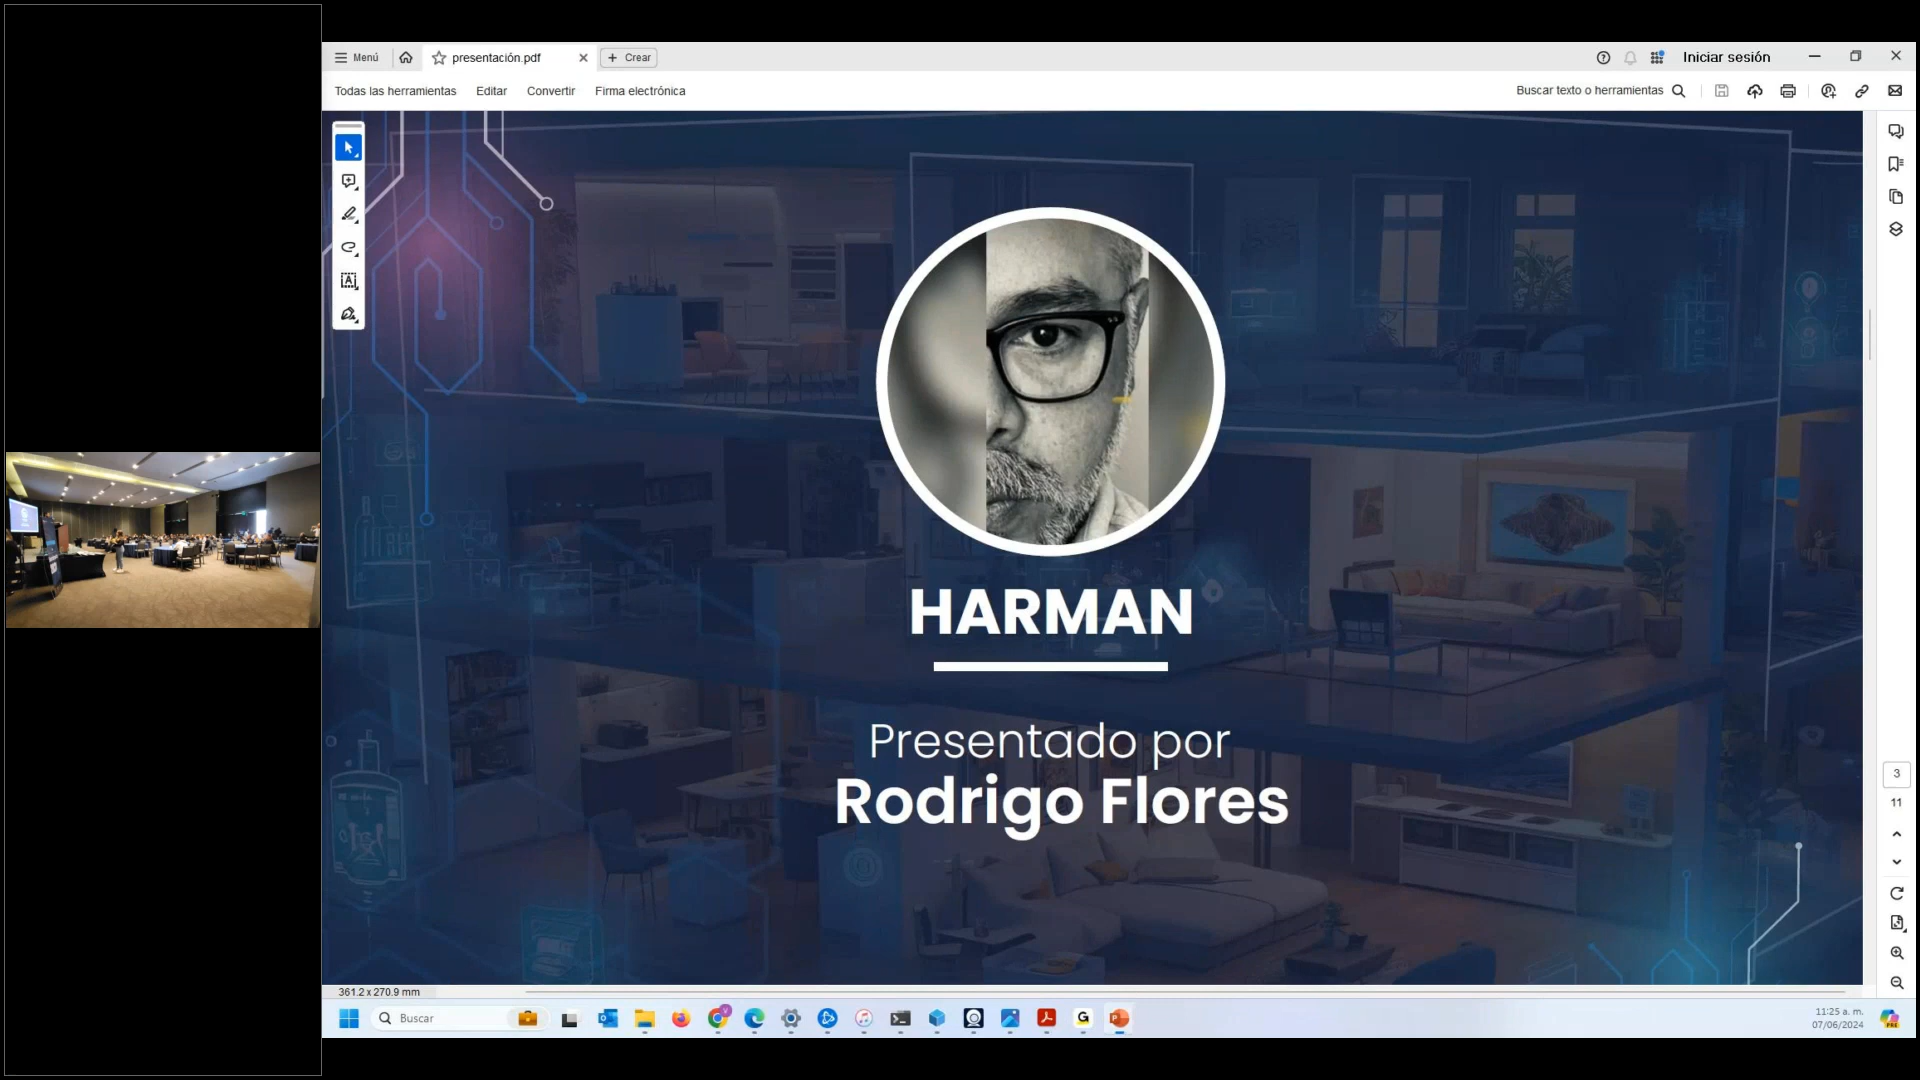 Menú
presentación.pdf
Crear
Iniciar sesión
Todas las herramientas
Editar
Convertir
Firma electrónica
Buscar texto o herramientas
HARMAN
Presentado por
Rodrigo Flores
3
11
361.2 x 270.9 mm
Buscar
11:25 a. m.
07/06/2024